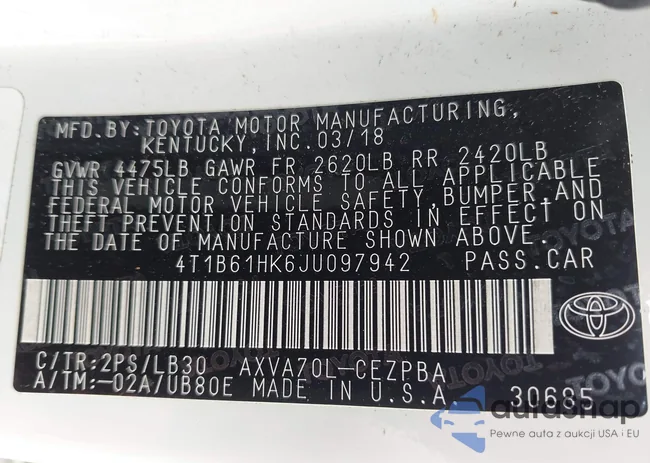 MFD.BY:TOYOTA MOTOR MANUFACTURING,
KENTUCKY,INC.03/18
GVWR 4475LB GAWR FR 2620LB RR 2420LB
THIS VEHICLE CONFORMS TO ALL APPLICABLE
FEDERAL MOTOR VEHICLE SAFETY,BUMPER,AND
THEFT PREVENTION STANDARDS IN EFFECT ON
THE DATE OF MANUFACTURE SHOWN ABOVE.
4T1B61HK6JU097942 PASS.CAR
C/TR:2PS/LB30 AXVA70L-CEZPBA
A/TM:-02A/UB80E MADE IN U.S.A. 30685
autosnap
Pewne auta z aukcji USA i EU